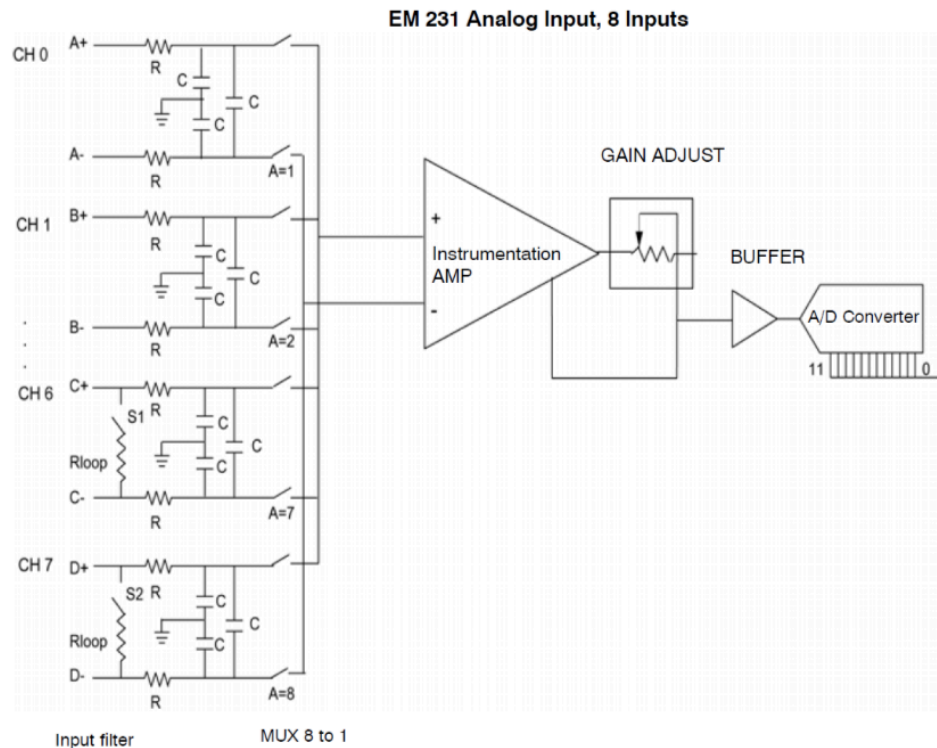 EM 231 Analog Input, 8 Inputs
CH 0
A+
R
C
C
C
A-
R
A=1
CH 1
B+
R
C
C
C
B-
R
A=2
.
.
.
CH 6
C+
R
S1
Rloop
C
C
C
C-
R
A=7
CH 7
D+
R
S2
Rloop
C
C
C
D-
R
A=8
Input filter
MUX 8 to 1
+
Instrumentation
AMP
-
GAIN ADJUST
BUFFER
A/D Converter
11
0